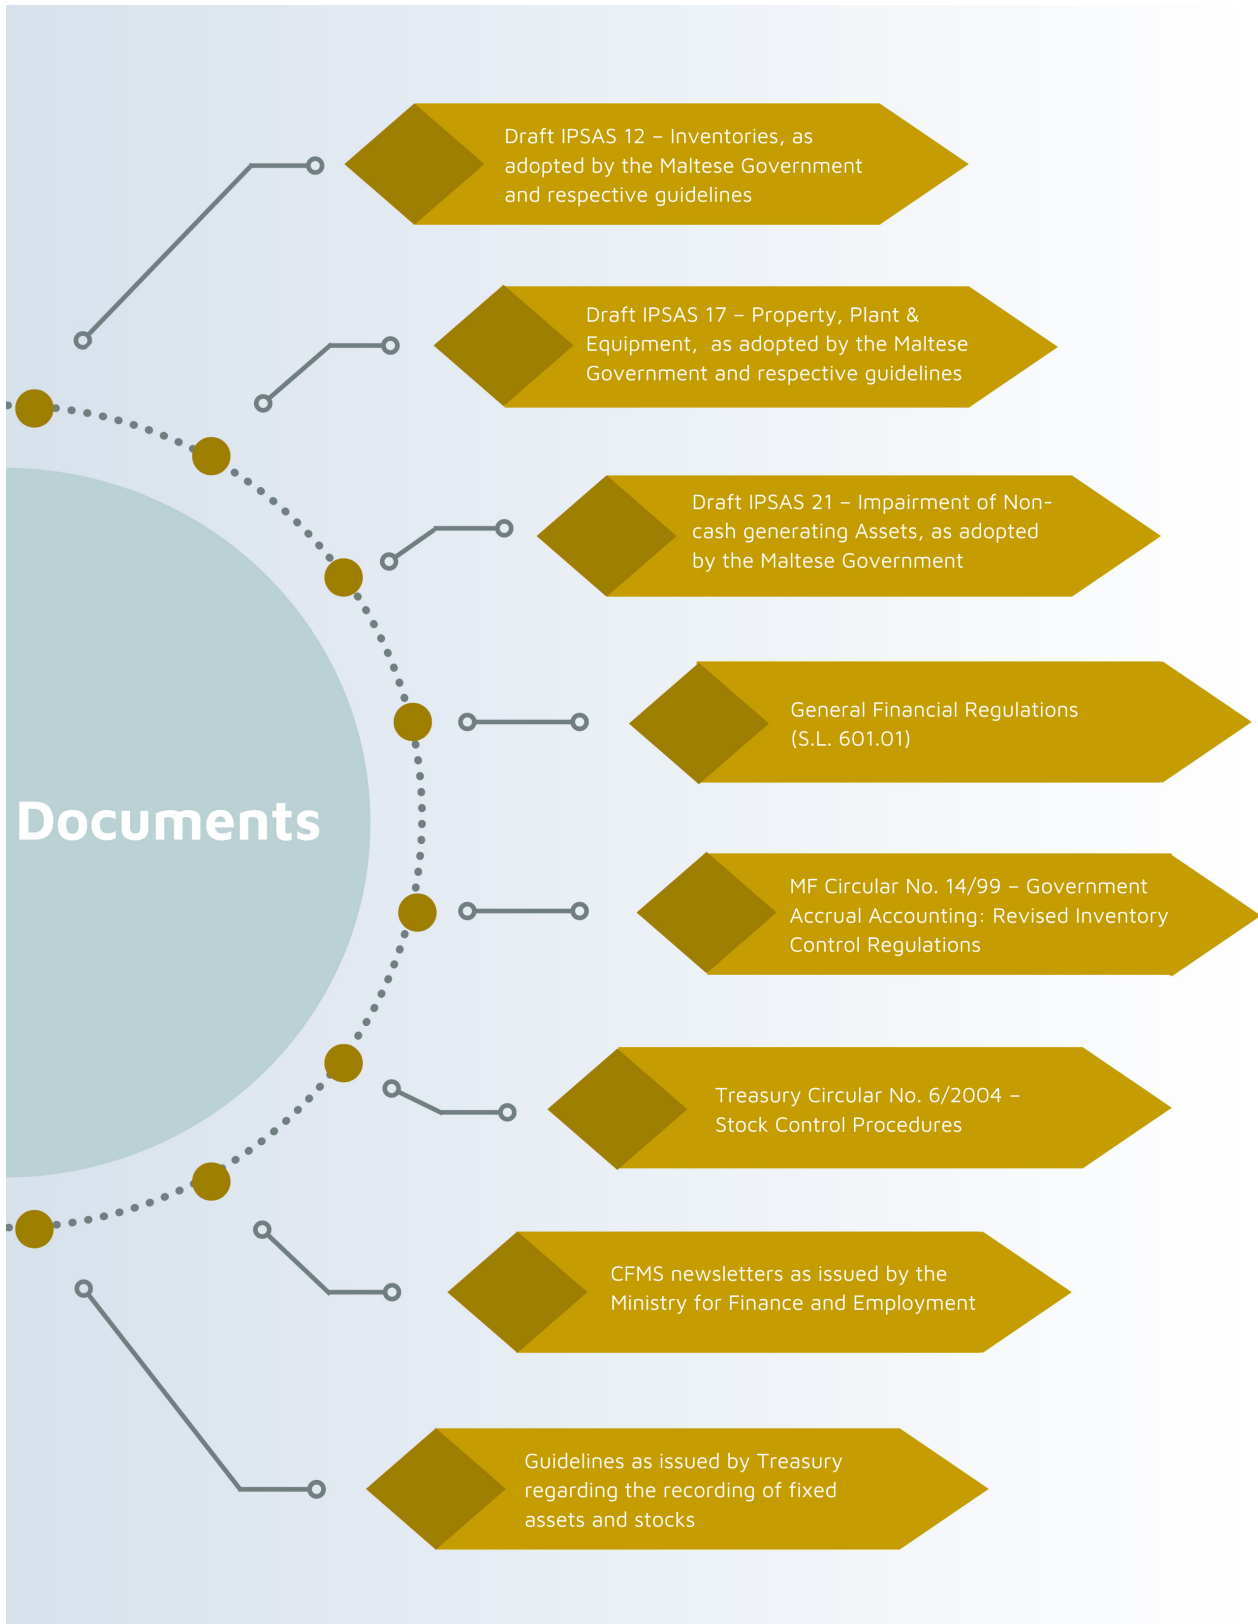 Draft IPSAS 12 – Inventories, as
adopted by the Maltese Government
and respective guidelines
Draft IPSAS 17 – Property, Plant &
Equipment,  as adopted by the Maltese
Government and respective guidelines
Draft IPSAS 21 – Impairment of Non-
cash generating Assets, as adopted
by the Maltese Government
General Financial Regulations
(S.L. 601.01)
Documents
MF Circular No. 14/99 – Government
Accrual Accounting: Revised Inventory
Control Regulations
Treasury Circular No. 6/2004 –
Stock Control Procedures
CFMS newsletters as issued by the
Ministry for Finance and Employment
Guidelines as issued by Treasury
regarding the recording of fixed
assets and stocks